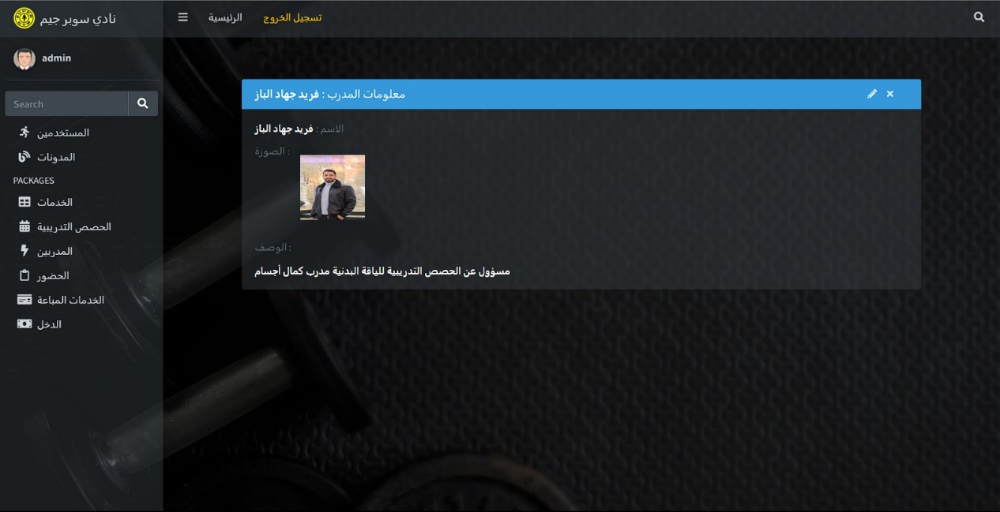 نادي سوبر جيم
الرئيسية
تسجيل الخروج
admin
Search
المستخدمين
المدونات
PACKAGES
الخدمات
الحصص التدريبية
المدربين
الحضور
الخدمات المباعة
الدخل
معلومات المدرب : فريد جهاد الباز
الاسم : فريد جهاد الباز
الصورة :
الوصف :
مسؤول عن الحصص التدريبية للياقة البدنية مدرب كمال أجسام